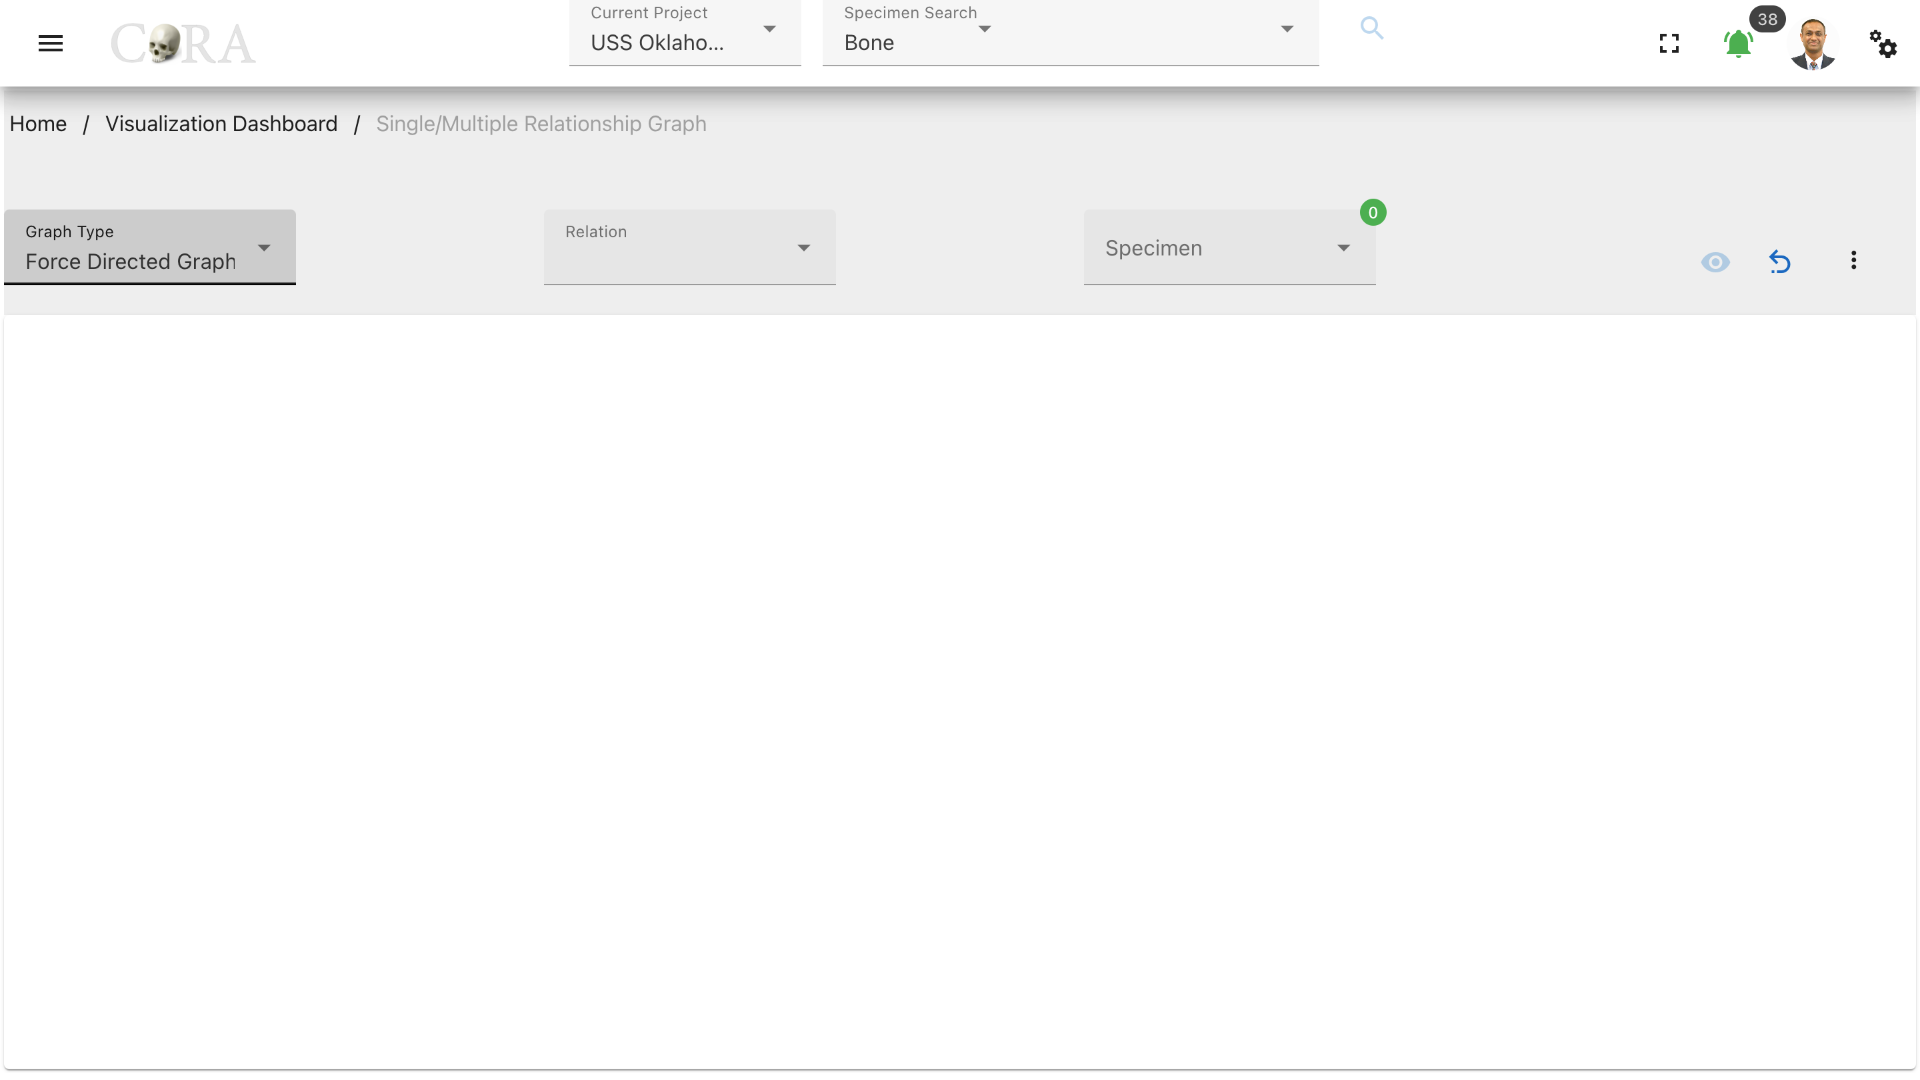 CORA
Current Project
USS Oklaho...
Specimen Search
Bone
38
Home / Visualization Dashboard / Single/Multiple Relationship Graph
Graph Type
Force Directed Graph
Relation
Specimen
0